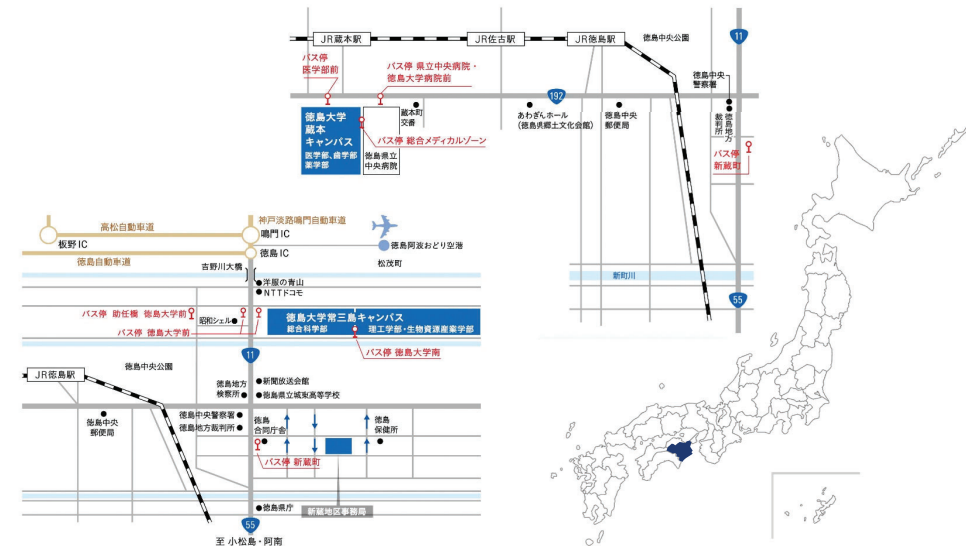 JR蔵本駅
JR佐古駅
JR徳島駅
徳島中央公園
11
バス停
医学部前
バス停 県立中央病院・
徳島大学病院前
徳島中央
警察署
192
徳島大学
蔵本
キャンパス
医学部、歯学部
薬学部
蔵本町
交番
バス停 総合メディカルゾーン
徳島県立
中央病院
あわぎんホール
(徳島県郷土文化会館)
徳島中央
郵便局
徳島地方
裁判所
バス停
新蔵町
新町川
55
高松自動車道
神戸淡路鳴門自動車道
板野IC
鳴門IC
徳島阿波おどり空港
徳島自動車道
徳島IC
松茂町
吉野川大橋
洋服の青山
NTTドコモ
バス停 助任橋 徳島大学前
昭和シェル
バス停 徳島大学前
徳島大学常三島キャンパス
総合科学部
理工学部・生物資源産業学部
バス停 徳島大学南
11
JR徳島駅
徳島中央公園
徳島地方
検察所
新聞放送会館
徳島県立城東高等学校
徳島中央
郵便局
徳島中央警察署
徳島地方裁判所
徳島
合同庁舎
徳島
保健所
バス停 新蔵町
徳島県庁
新蔵地区事務局
55
至 小松島・阿南